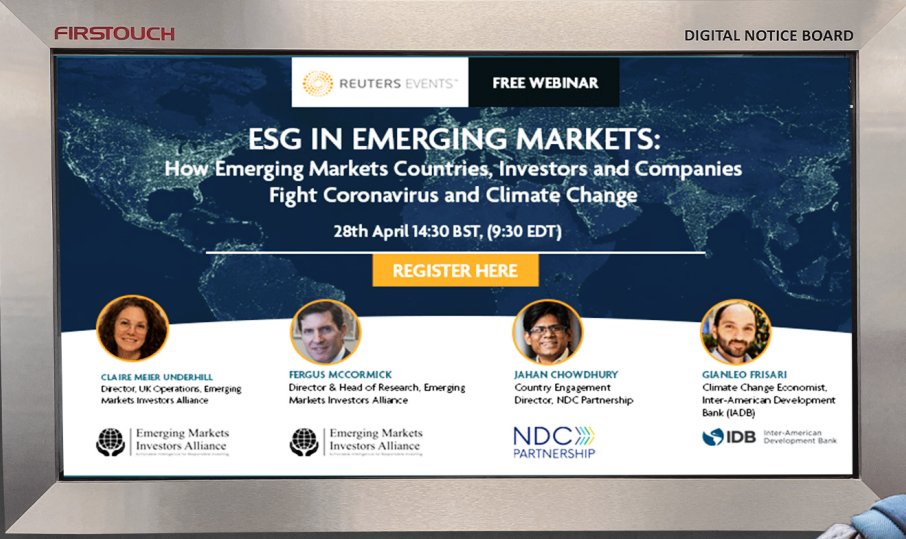 FIRSTOUCH
DIGITAL NOTICE BOARD
REUTERS EVENTS™
FREE WEBINAR
ESG IN EMERGING MARKETS:
How Emerging Markets Countries, Investors and Companies
Fight Coronavirus and Climate Change
28th April 14:30 BST, (9:30 EDT)
REGISTER HERE
CLAIRE MEIER UNDERHILL
Director, UK Operations, Emerging
Markets Investors Alliance
Emerging Markets
Investors Alliance
FERGUS MCCORMICK
Director & Head of Research, Emerging
Markets Investors Alliance
Emerging Markets
Investors Alliance
JAHAN CHOWDHURY
Country Engagement
Director, NDC Partnership
NDC
PARTNERSHIP
GIANLEO FRISARI
Climate Change Economist,
Inter-American Development
Bank (IADB)
IDB
Inter-American
Development Bank